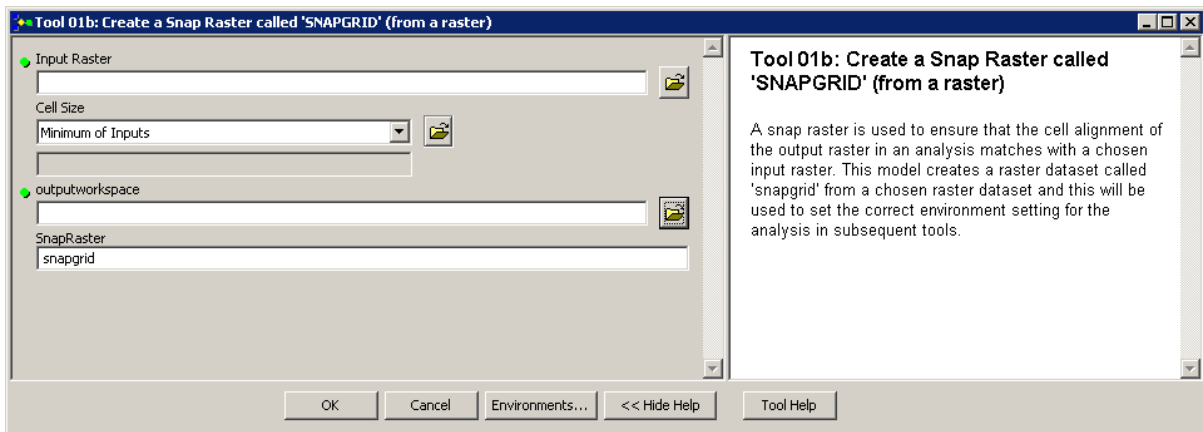 Tool 01b: Create a Snap Raster called 'SNAPGRID' (from a raster)
Input Raster
Cell Size
Minimum of Inputs
outputworkspace
SnapRaster
snapgrid
Tool 01b: Create a Snap Raster called
'SNAPGRID' (from a raster)
A snap raster is used to ensure that the cell alignment of
the output raster in an analysis matches with a chosen
input raster. This model creates a raster dataset called
'snapgrid' from a chosen raster dataset and this will be
used to set the correct environment setting for the
analysis in subsequent tools.
OK Cancel Environments... << Hide Help Tool Help